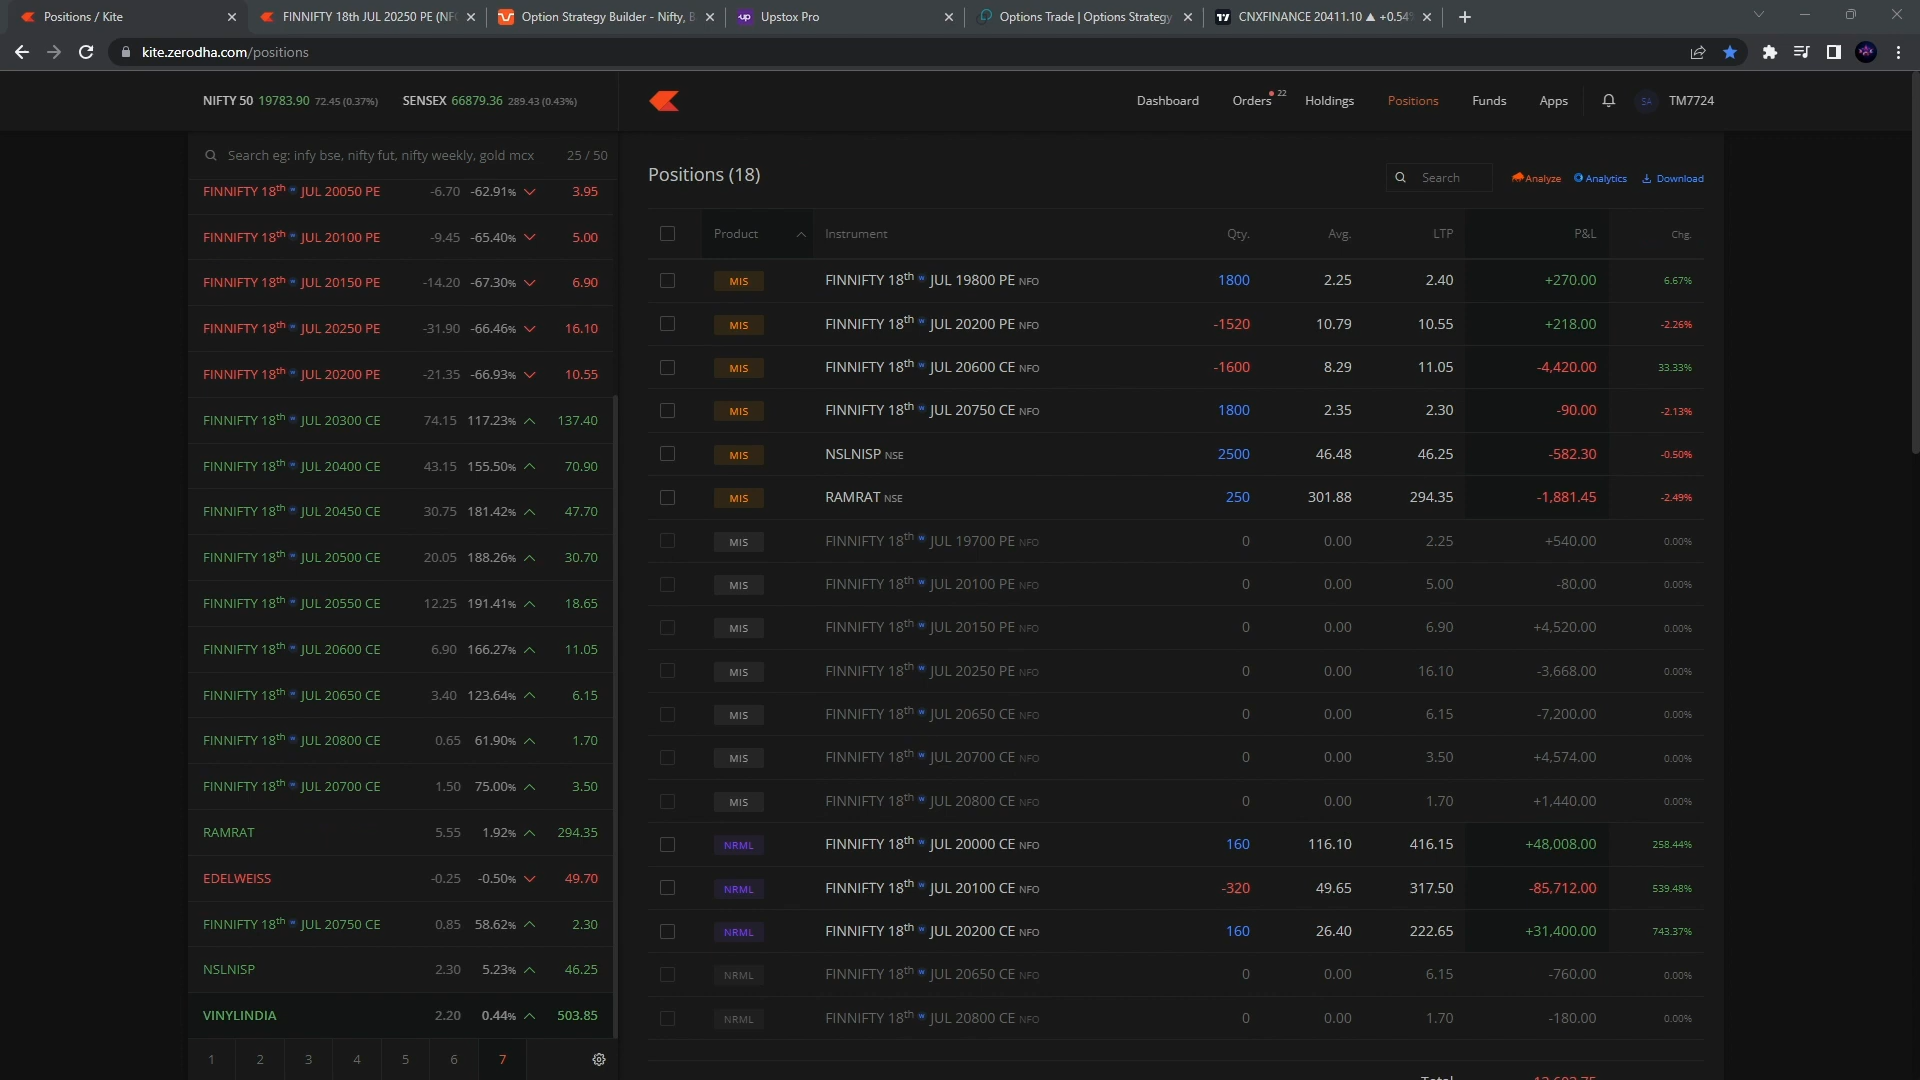 Positions / Kite
FINNIFTY 18th JUL 20250 PE (NFO
Option Strategy Builder - Nifty, B
Upstox Pro
Options Trade | Options Strategy
CNXFINANCE 20411.10 ▲ +0.54%
kite.zerodha.com/positions
NIFTY 50 19783.90 72.45 (0.37%) SENSEX 66879.36 289.43 (0.43%)
Dashboard Orders 22 Holdings Positions Funds Apps SA TM7724
Search eg: infy bse, nifty fut, nifty weekly, gold mcx 25 / 50
FINNIFTY 18th w JUL 20050 PE -6.70 -62.91% 3.95
FINNIFTY 18th w JUL 20100 PE -9.45 -65.40% 5.00
FINNIFTY 18th w JUL 20150 PE -14.20 -67.30% 6.90
FINNIFTY 18th w JUL 20250 PE -31.90 -66.46% 16.10
FINNIFTY 18th w JUL 20200 PE -21.35 -66.93% 10.55
FINNIFTY 18th w JUL 20300 CE 74.15 117.23% 137.40
FINNIFTY 18th w JUL 20400 CE 43.15 155.50% 70.90
FINNIFTY 18th w JUL 20450 CE 30.75 181.42% 47.70
FINNIFTY 18th w JUL 20500 CE 20.05 188.26% 30.70
FINNIFTY 18th w JUL 20550 CE 12.25 191.41% 18.65
FINNIFTY 18th w JUL 20600 CE 6.90 166.27% 11.05
FINNIFTY 18th w JUL 20650 CE 3.40 123.64% 6.15
FINNIFTY 18th w JUL 20800 CE 0.65 61.90% 1.70
FINNIFTY 18th w JUL 20700 CE 1.50 75.00% 3.50
RAMRAT 5.55 1.92% 294.35
EDELWEISS -0.25 -0.50% 49.70
FINNIFTY 18th w JUL 20750 CE 0.85 58.62% 2.30
NSLNISP 2.30 5.23% 46.25
VINYLINDIA 2.20 0.44% 503.85
1 2 3 4 5 6 7
Positions (18)
Search Analyze Analytics Download
Product Instrument Qty. Avg. LTP P&L Chg.
MIS FINNIFTY 18th w JUL 19800 PE NFO 1800 2.25 2.40 +270.00 6.67%
MIS FINNIFTY 18th w JUL 20200 PE NFO -1520 10.79 10.55 +218.00 -2.26%
MIS FINNIFTY 18th w JUL 20600 CE NFO -1600 8.29 11.05 -4,420.00 33.33%
MIS FINNIFTY 18th w JUL 20750 CE NFO 1800 2.35 2.30 -90.00 -2.13%
MIS NSLNISP NSE 2500 46.48 46.25 -582.30 -0.50%
MIS RAMRAT NSE 250 301.88 294.35 -1,881.45 -2.49%
MIS FINNIFTY 18th w JUL 19700 PE NFO 0 0.00 2.25 +540.00 0.00%
MIS FINNIFTY 18th w JUL 20100 PE NFO 0 0.00 5.00 -80.00 0.00%
MIS FINNIFTY 18th w JUL 20150 PE NFO 0 0.00 6.90 +4,520.00 0.00%
MIS FINNIFTY 18th w JUL 20250 PE NFO 0 0.00 16.10 -3,668.00 0.00%
MIS FINNIFTY 18th w JUL 20650 CE NFO 0 0.00 6.15 -7,200.00 0.00%
MIS FINNIFTY 18th w JUL 20700 CE NFO 0 0.00 3.50 +4,574.00 0.00%
MIS FINNIFTY 18th w JUL 20800 CE NFO 0 0.00 1.70 +1,440.00 0.00%
NRML FINNIFTY 18th w JUL 20000 CE NFO 160 116.10 416.15 +48,008.00 258.44%
NRML FINNIFTY 18th w JUL 20100 CE NFO -320 49.65 317.50 -85,712.00 539.48%
NRML FINNIFTY 18th w JUL 20200 CE NFO 160 26.40 222.65 +31,400.00 743.37%
NRML FINNIFTY 18th w JUL 20650 CE NFO 0 0.00 6.15 -760.00 0.00%
NRML FINNIFTY 18th w JUL 20800 CE NFO 0 0.00 1.70 -180.00 0.00%
Total